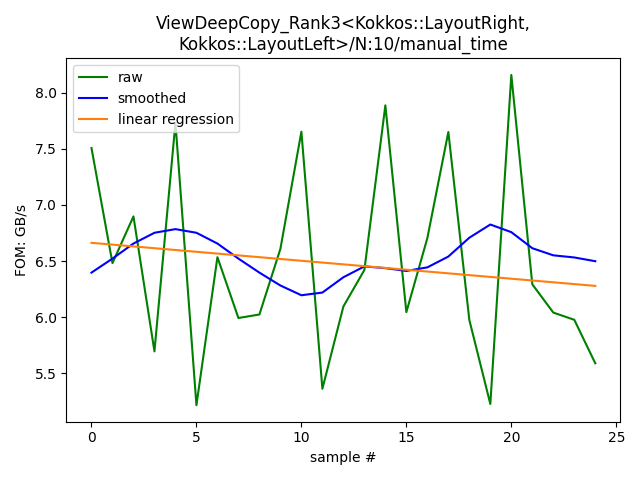 ViewDeepCopy_Rank3<Kokkos::LayoutRight,
Kokkos::LayoutLeft>/N:10/manual_time
raw
smoothed
linear regression
FOM: GB/s
8.0
7.5
7.0
6.5
6.0
5.5
0 5 10 15 20 25
sample #